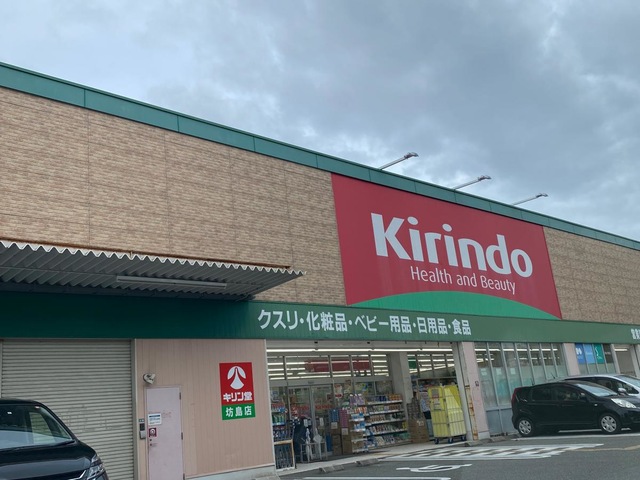 Kirindo
Health and Beauty
クスリ・化粧品・ベビー用品・日用品・食品
キリン堂
坊島店